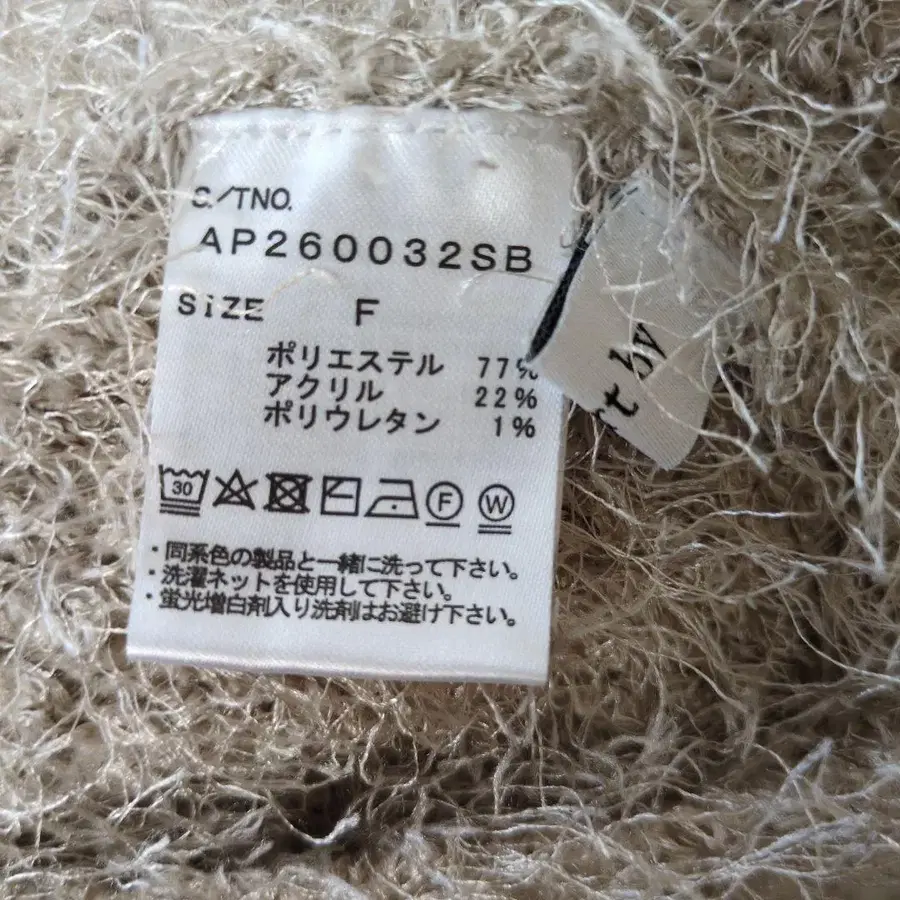 S./TNO.
AP260032SB
SIZE F
ポリエステル 77%
アクリル 22%
ポリウレタン 1%
30
F
W
・同系色の製品と一緒に洗って下さい。
・洗濯ネットを使用して下さい。
・蛍光増白剤入り洗剤はお避け下さい。
by